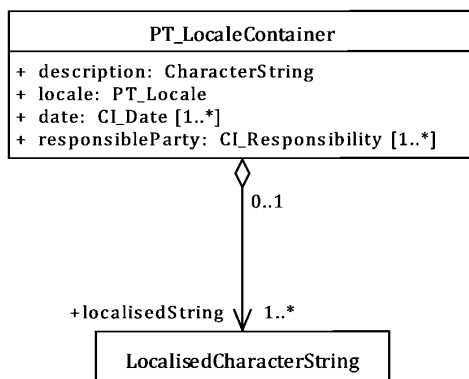 PT_LocaleContainer
+ description: CharacterString
+ locale: PT_Locale
+ date: CI_Date [1..*]
+ responsibleParty: CI_Responsibility [1..*]
0..1
+localisedString 1..*
LocalisedCharacterString